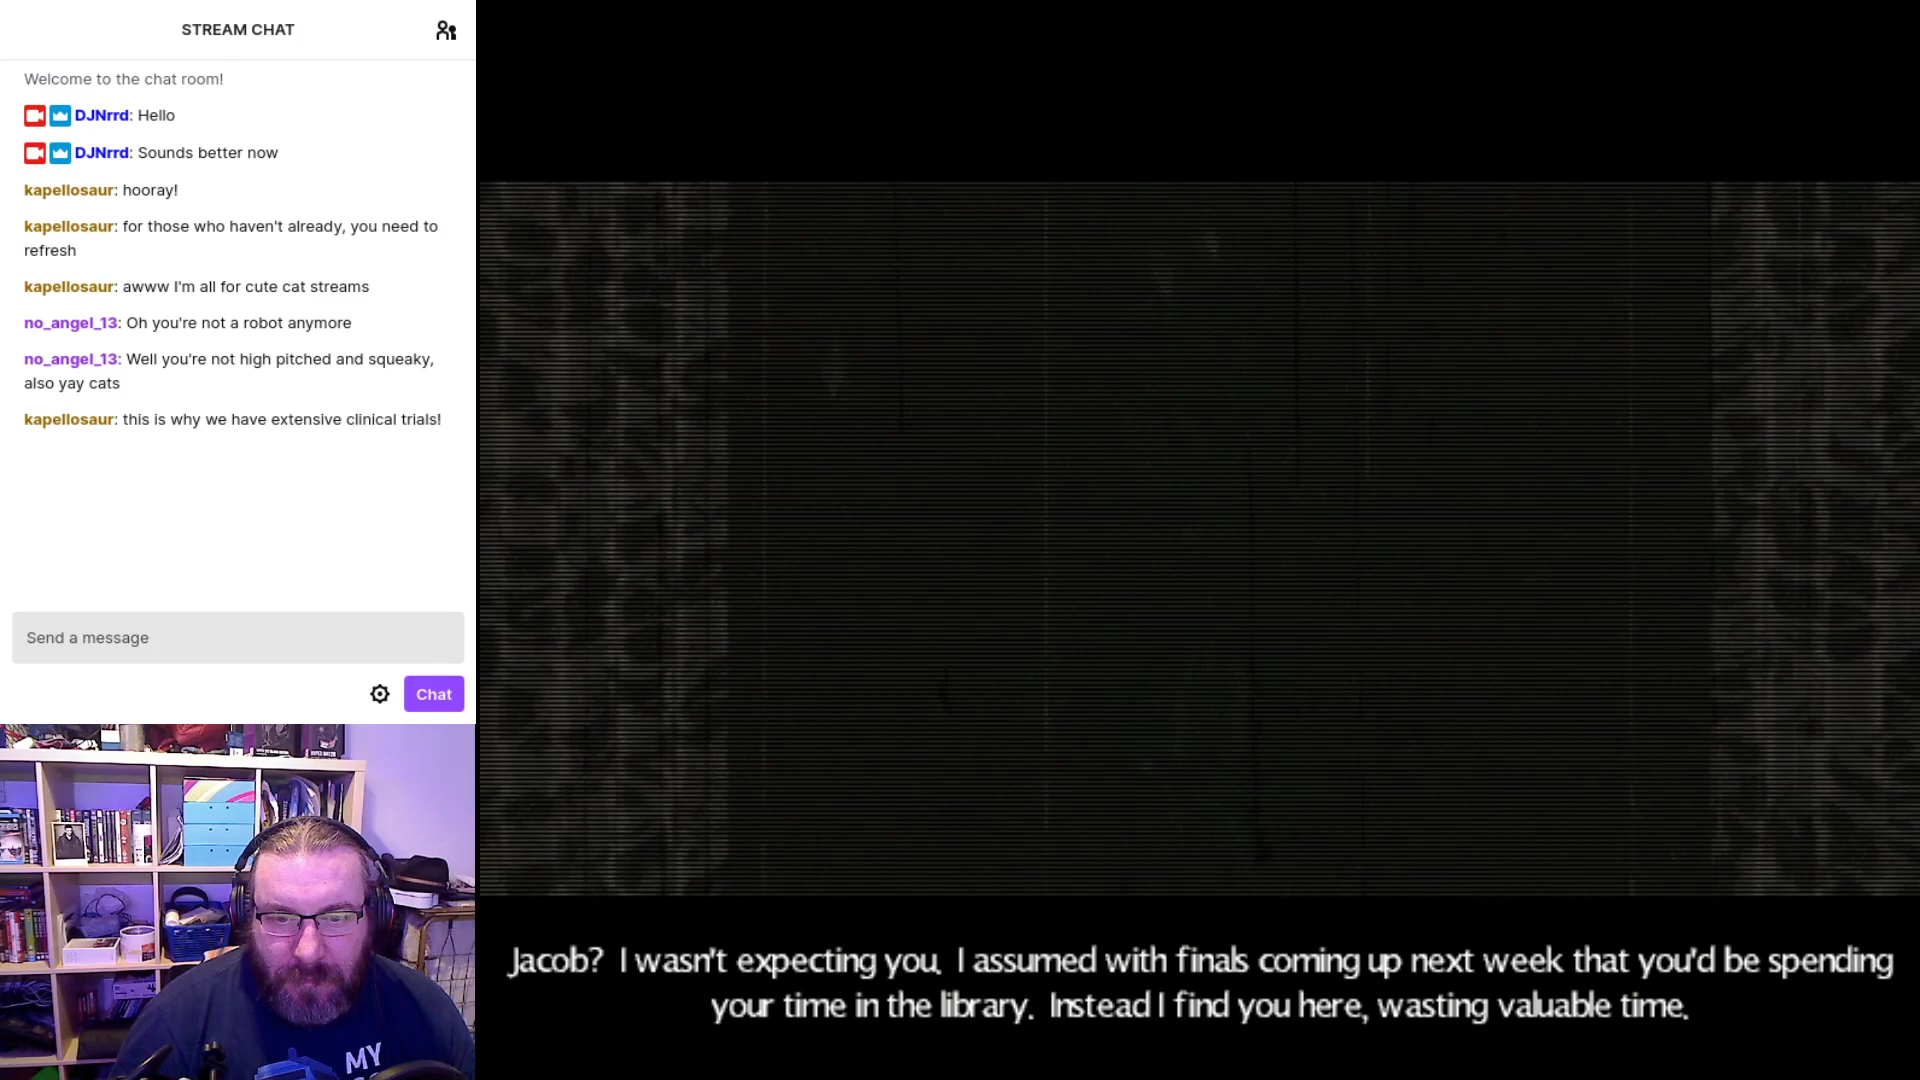 STREAM CHAT
Welcome to the chat room!
DJNrrd: Hello
DJNrrd: Sounds better now
kapellosaur: hooray!
kapellosaur: for those who haven't already, you need to
refresh
kapellosaur: awww I'm all for cute cat streams
no_angel_13: Oh you're not a robot anymore
no_angel_13: Well you're not high pitched and squeaky,
also yay cats
kapellosaur: this is why we have extensive clinical trials!
Send a message
Chat
MY
Jacob? I wasn't expecting you. I assumed with finals coming up next week that you'd be spending
your time in the library. Instead I find you here, wasting valuable time.